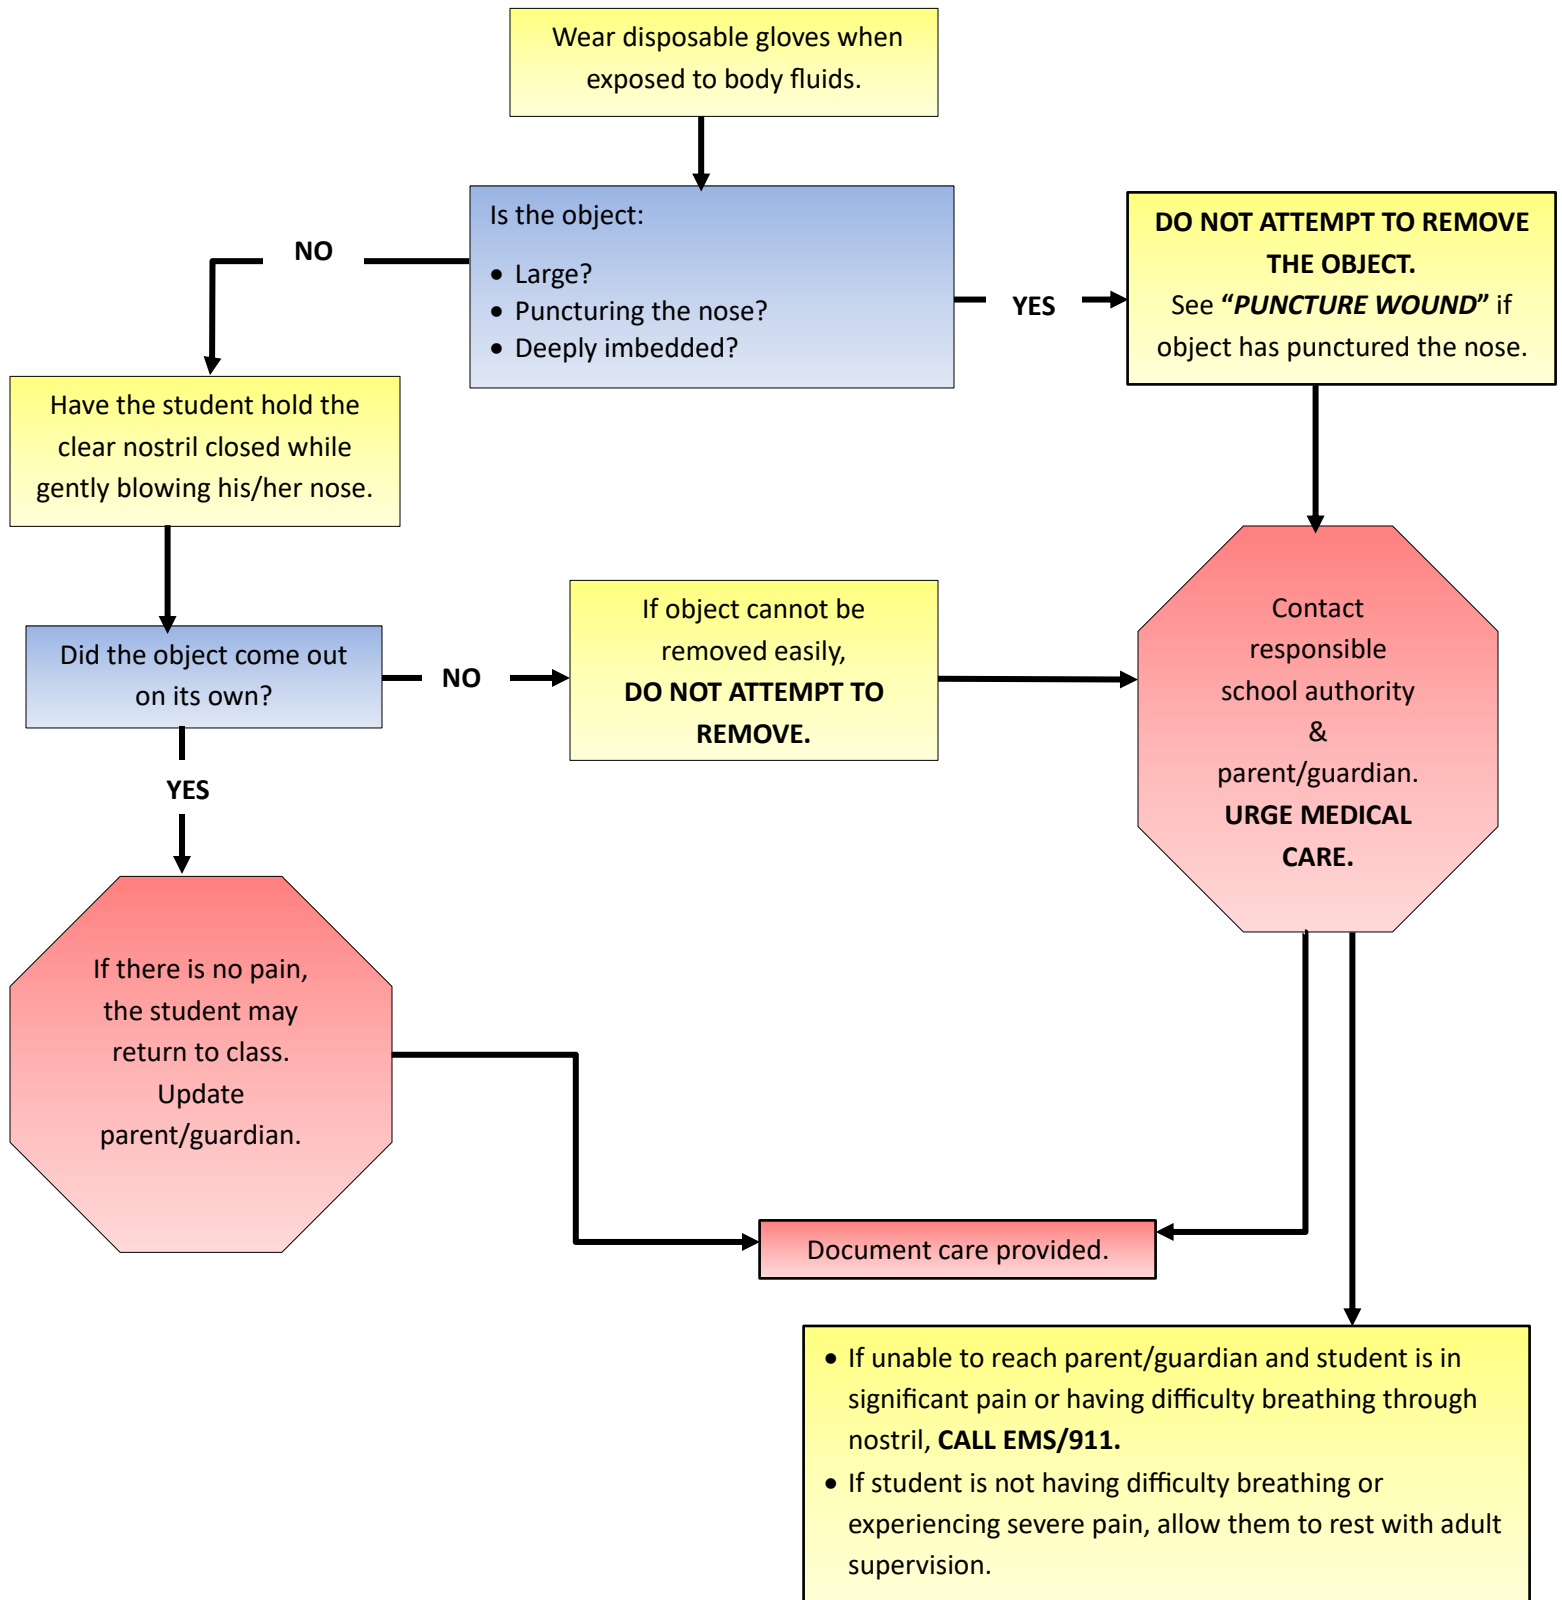 Wear disposable gloves when
exposed to body fluids.
Is the object:
• Large?
• Puncturing the nose?
• Deeply imbedded?
NO
YES
DO NOT ATTEMPT TO REMOVE
THE OBJECT.
See “PUNCTURE WOUND” if
object has punctured the nose.
Have the student hold the
clear nostril closed while
gently blowing his/her nose.
Did the object come out
on its own?
NO
If object cannot be
removed easily,
DO NOT ATTEMPT TO
REMOVE.
Contact
responsible
school authority
&
parent/guardian.
URGE MEDICAL
CARE.
YES
If there is no pain,
the student may
return to class.
Update
parent/guardian.
Document care provided.
• If unable to reach parent/guardian and student is in
significant pain or having difficulty breathing through
nostril, CALL EMS/911.
• If student is not having difficulty breathing or
experiencing severe pain, allow them to rest with adult
supervision.